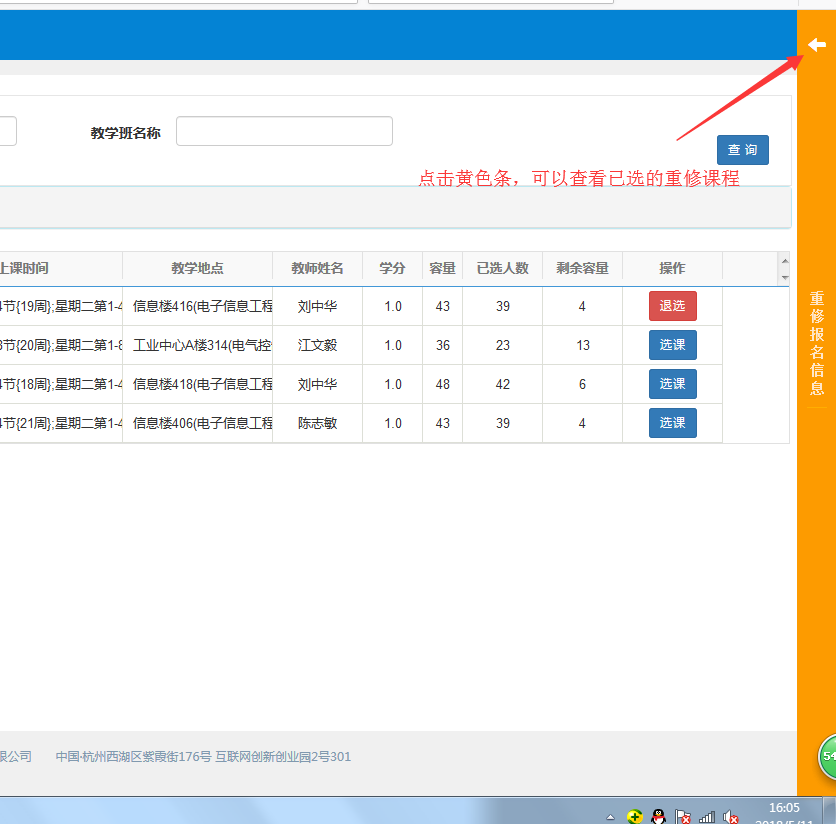 教学班名称
查 询
点击黄色条，可以查看已选的重修课程
上课时间 教学地点 教师姓名 学分 容量 已选人数 剩余容量 操作
节{19周};星期二第1-4 信息楼416(电子信息工程 刘中华 1.0 43 39 4 退选
节{20周};星期二第1-8 工业中心A楼314(电气控 江文毅 1.0 36 23 13 选课
节{18周};星期二第1-4 信息楼418(电子信息工程 刘中华 1.0 48 42 6 选课
节{21周};星期二第1-4 信息楼406(电子信息工程 陈志敏 1.0 43 39 4 选课
重修报名信息
限公司 中国·杭州西湖区紫霞街176号 互联网创新创业园2号301
54
16:05
2018/5/11